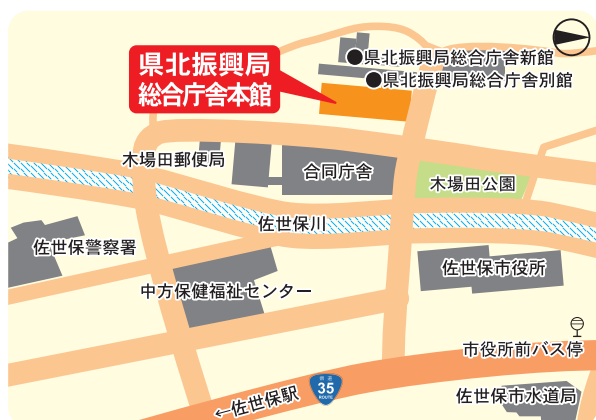 県北振興局総合庁舎新館
県北振興局総合庁舎別館
県北振興局
総合庁舎本館
木場田郵便局
合同庁舎
木場田公園
佐世保川
佐世保警察署
佐世保市役所
中方保健福祉センター
市役所前バス停
国道
35
ROUTE
←佐世保駅
佐世保市水道局